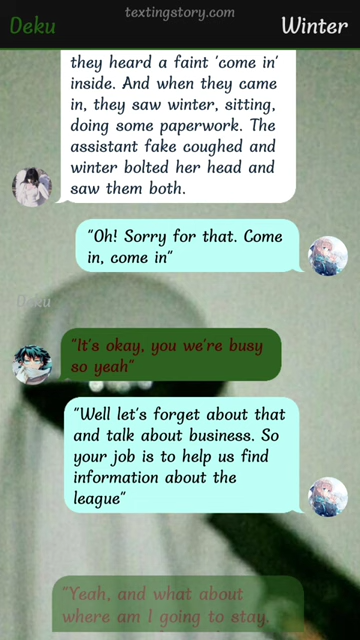 textingstory.com
Deku
Winter
they heard a faint 'come in'
inside. And when they came
in, they saw winter, sitting,
doing some paperwork. The
assistant fake coughed and
winter bolted her head and
saw them both.
"Oh! Sorry for that. Come
in, come in"
Deku
"It's okay, you we're busy
so yeah"
"Well let's forget about that
and talk about business. So
your job is to help us find
information about the
league"
"Yeah, and what about
where am I going to stay.